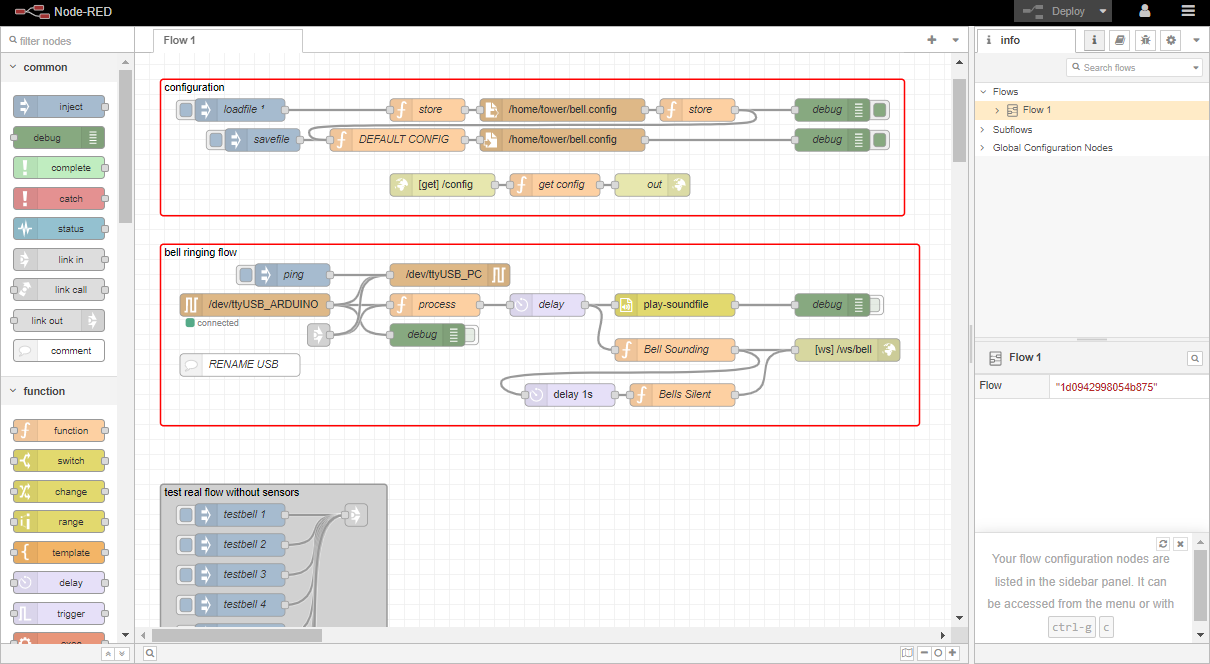 Node-RED
Deploy
filter nodes
common
inject
debug
complete
catch
status
link in
link call
link out
comment
function
function
switch
change
range
template
delay
trigger
exec
Flow 1
configuration
loadfile ¹
store
/home/tower/bell.config
store
debug
savefile
DEFAULT CONFIG
/home/tower/bell.config
debug
[get] /config
get config
out
bell ringing flow
ping
/dev/ttyUSB_PC
/dev/ttyUSB_ARDUINO
connected
process
delay
play-soundfile
debug
debug
Bell Sounding
[ws] /ws/bell
RENAME USB
delay 1s
Bells Silent
test real flow without sensors
testbell 1
testbell 2
testbell 3
testbell 4
info
Search flows
Flows
Flow 1
Subflows
Global Configuration Nodes
Flow 1
Flow
"1d0942998054b875"
Your flow configuration nodes are
listed in the sidebar panel. It can
be accessed from the menu or with
ctrl-g c